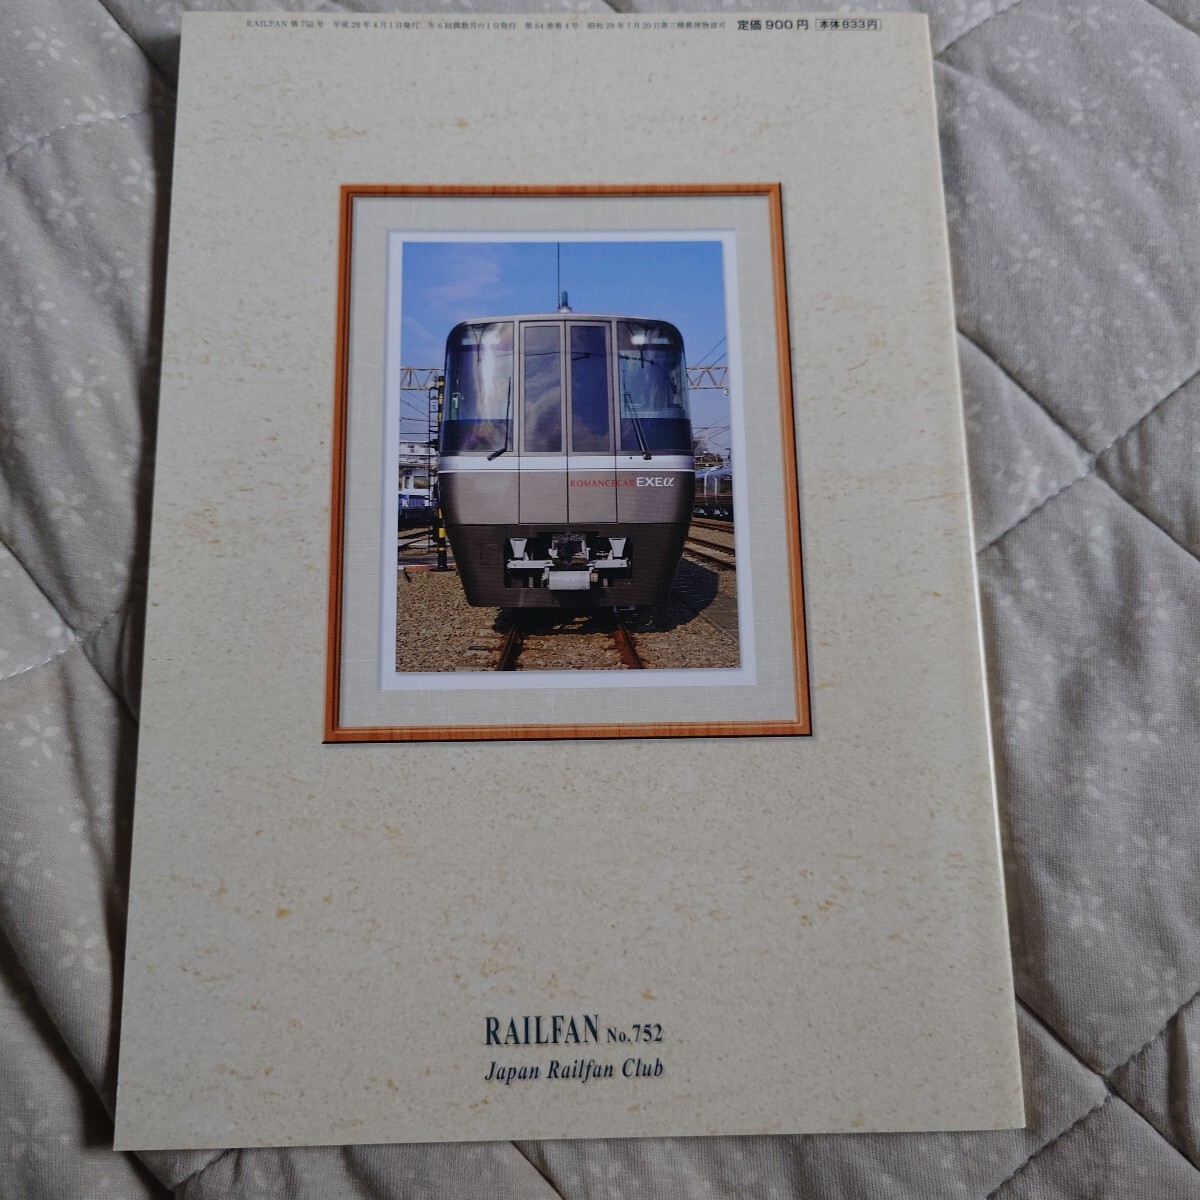 RAILFAN 第752号 平成29年4月1日発行 年6回偶数月の1日発行 第64巻第4号 昭和29年7月20日第三種郵便物認可 定価900円 本体833円
ROMANCECAR EXEα
RAILFAN No.752
Japan Railfan Club